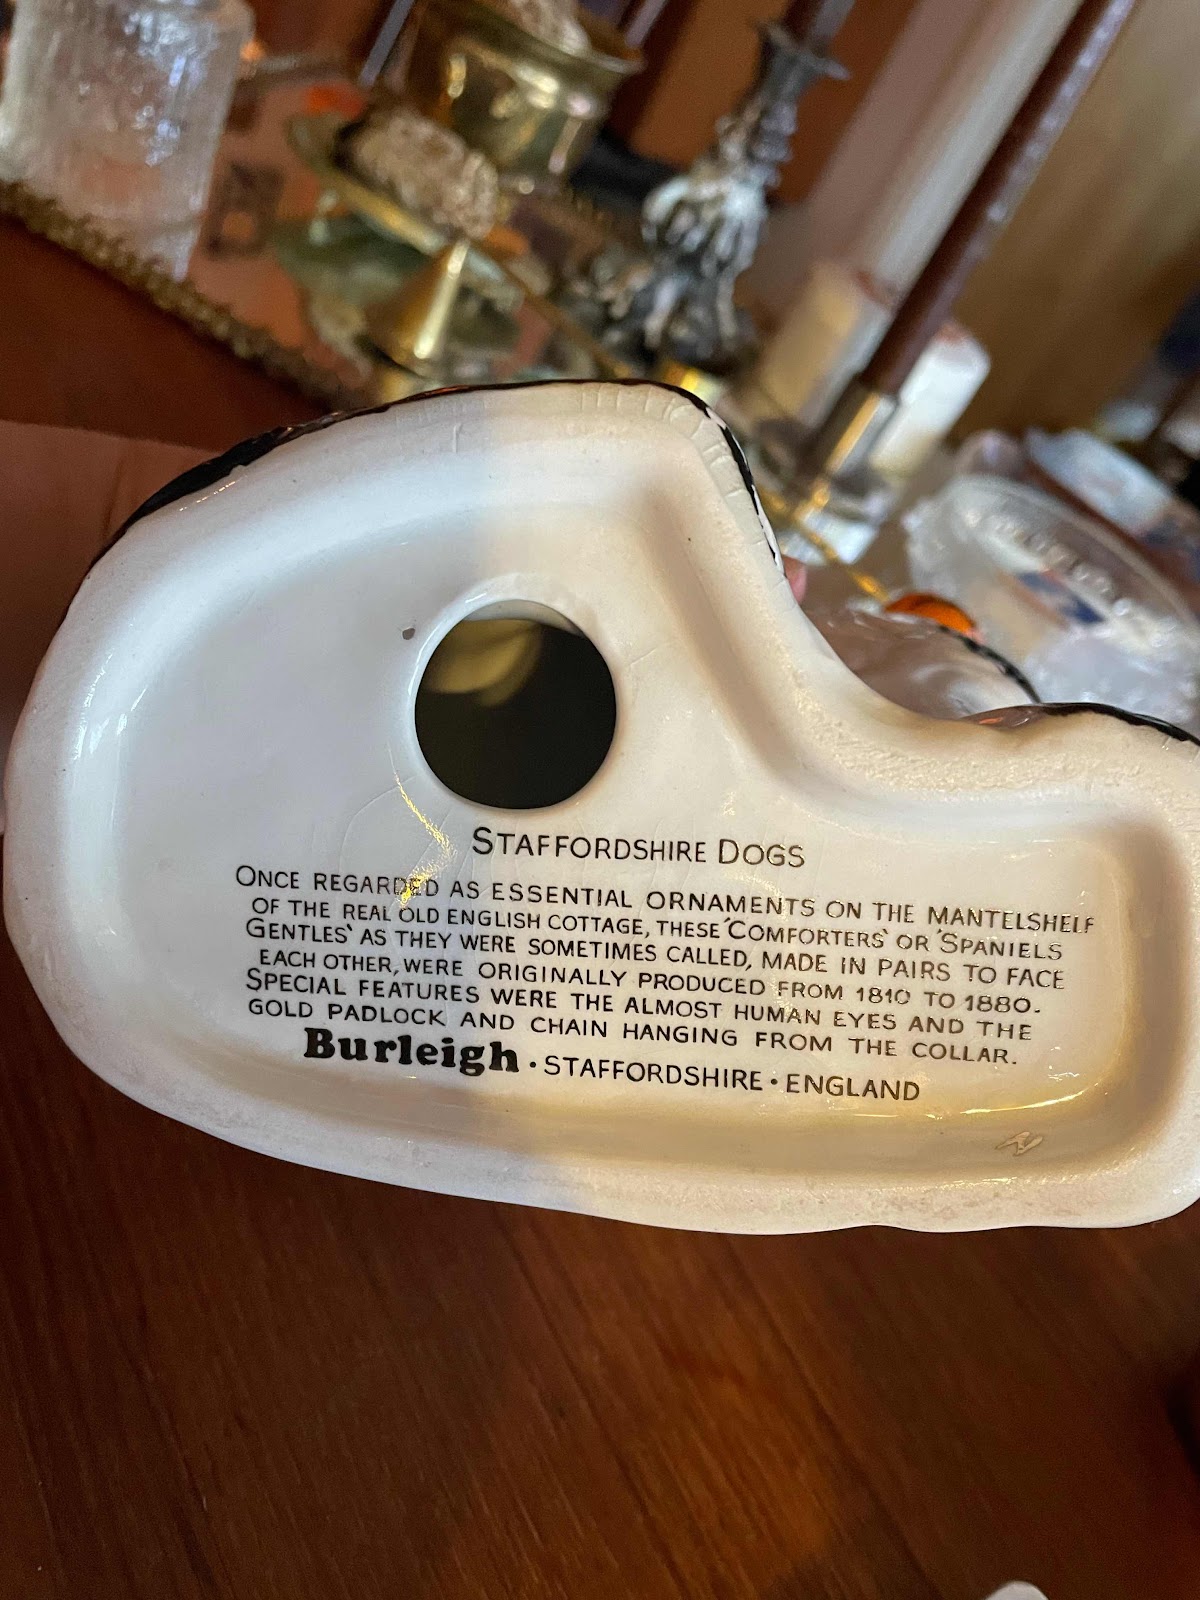 STAFFORDSHIRE DOGS
ONCE REGARDED AS ESSENTIAL ORNAMENTS ON THE MANTELSHELF
OF THE REAL OLD ENGLISH COTTAGE, THESE 'COMFORTERS' OR 'SPANIELS
GENTLES' AS THEY WERE SOMETIMES CALLED, MADE IN PAIRS TO FACE
EACH OTHER, WERE ORIGINALLY PRODUCED FROM 1810 TO 1880.
SPECIAL FEATURES WERE THE ALMOST HUMAN EYES AND THE
GOLD PADLOCK AND CHAIN HANGING FROM THE COLLAR.
Burleigh · STAFFORDSHIRE · ENGLAND